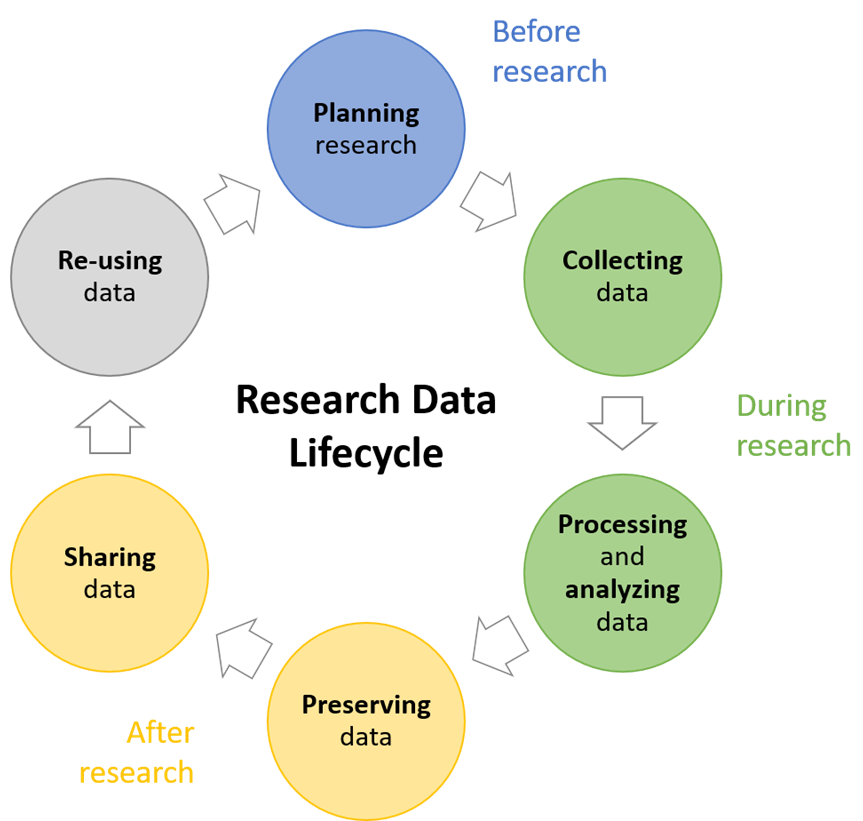 Before
research
Planning
research
Collecting
data
During
research
Processing
and
analyzing
data
Preserving
data
After
research
Sharing
data
Re-using
data
Research Data
Lifecycle